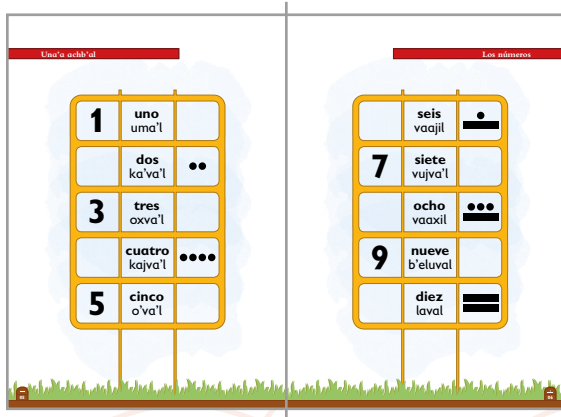 Una'a achb'al
1
uno
uma'l
dos
ka'va'l
3
tres
oxva'l
cuatro
kajva'l
5
cinco
o'va'l
Los números
seis
vaajil
7
siete
vujva'l
ocho
vaaxil
9
nueve
b'eluval
diez
laval